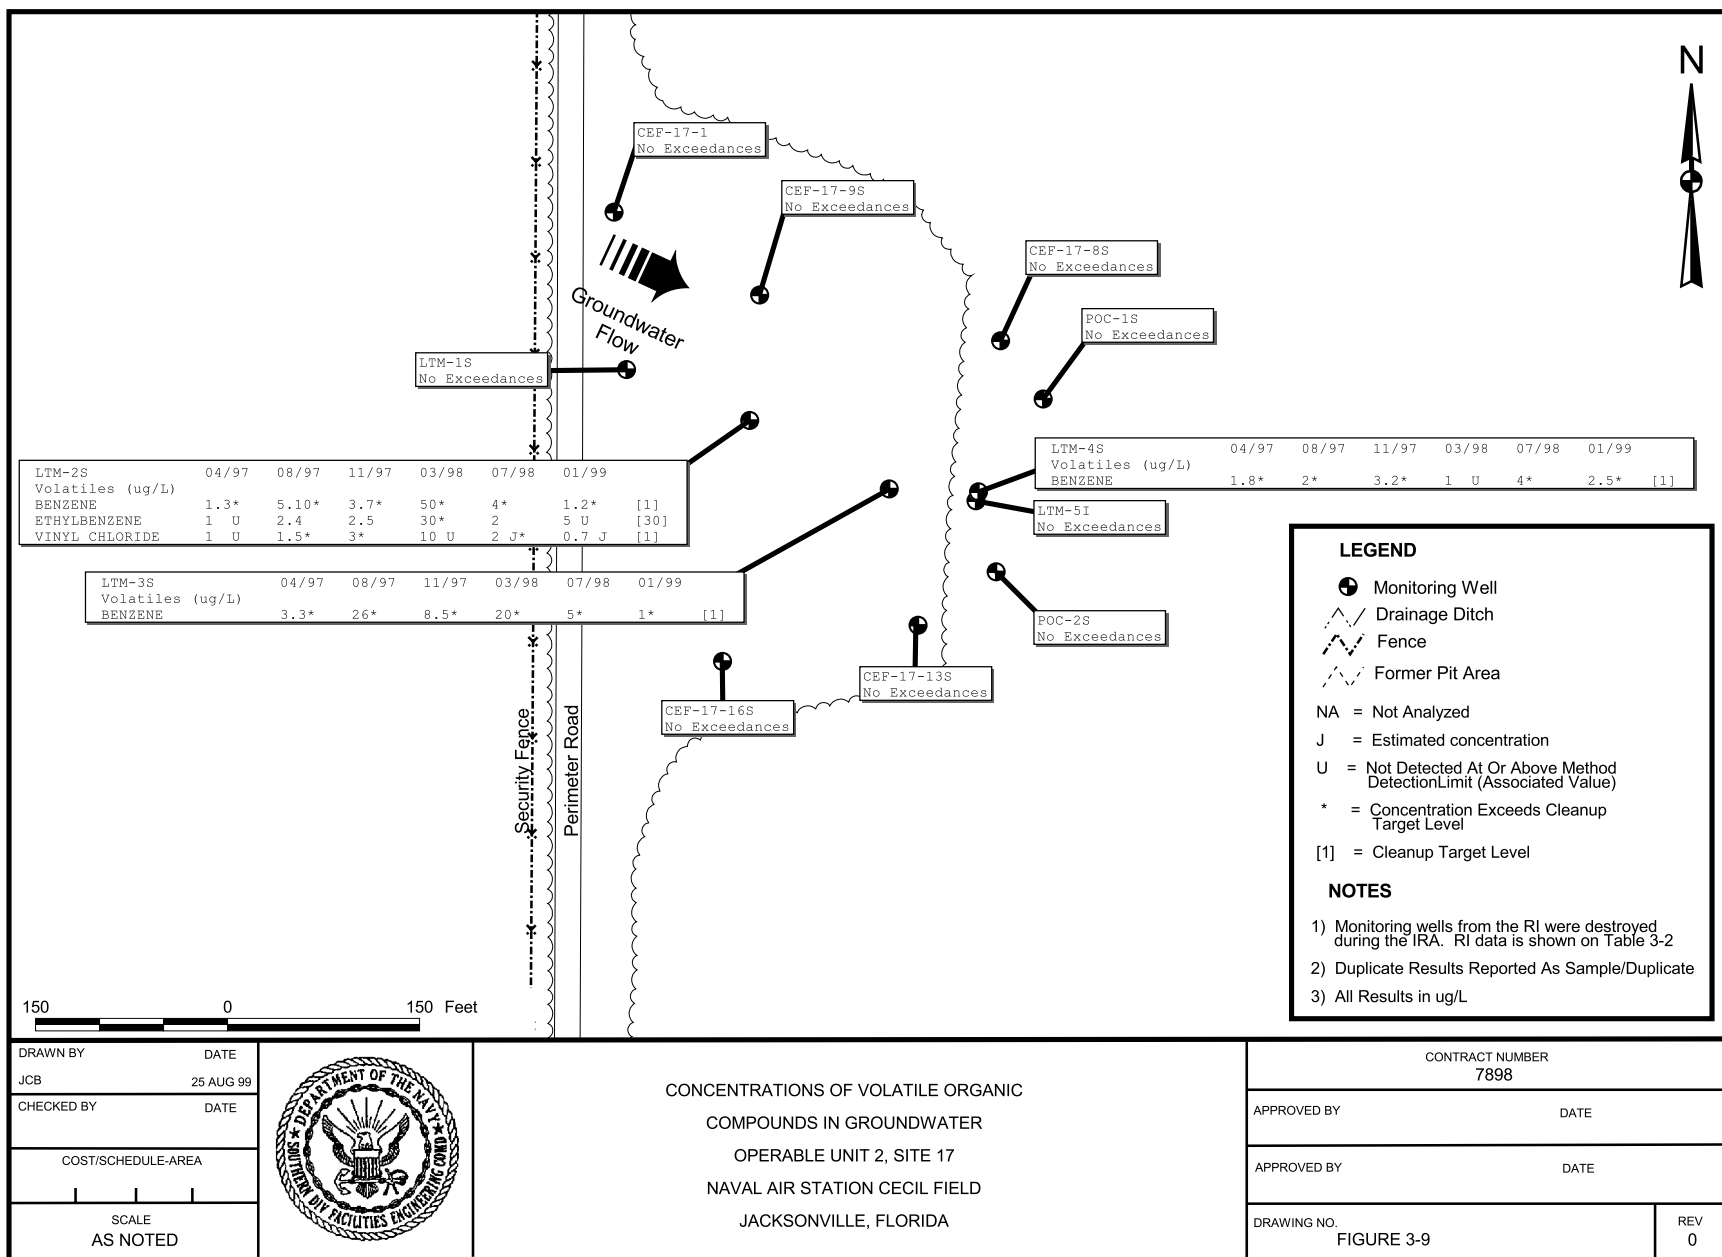 N
CEF-17-1
No Exceedances
CEF-17-9S
No Exceedances
CEF-17-8S
No Exceedances
Groundwater
Flow
POC-1S
No Exceedances
LTM-1S
No Exceedances
LTM-2S 04/97 08/97 11/97 03/98 07/98 01/99
Volatiles (ug/L)
BENZENE 1.3* 5.10* 3.7* 50* 4* 1.2* [1]
ETHYLBENZENE 1 U 2.4 2.5 30* 2 5 U [30]
VINYL CHLORIDE 1 U 1.5* 3* 10 U 2 J* 0.7 J [1]
LTM-4S 04/97 08/97 11/97 03/98 07/98 01/99
Volatiles (ug/L)
BENZENE 1.8* 2* 3.2* 1 U 4* 2.5* [1]
LTM-5I
No Exceedances
LTM-3S 04/97 08/97 11/97 03/98 07/98 01/99
Volatiles (ug/L)
BENZENE 3.3* 26* 8.5* 20* 5* 1* [1]
POC-2S
No Exceedances
CEF-17-13S
No Exceedances
CEF-17-16S
No Exceedances
Security Fence
Perimeter Road
LEGEND
Monitoring Well
Drainage Ditch
Fence
Former Pit Area
NA = Not Analyzed
J = Estimated concentration
U = Not Detected At Or Above Method
DetectionLimit (Associated Value)
* = Concentration Exceeds Cleanup
Target Level
[1] = Cleanup Target Level
NOTES
1) Monitoring wells from the RI were destroyed
during the IRA. RI data is shown on Table 3-2
2) Duplicate Results Reported As Sample/Duplicate
3) All Results in ug/L
150 0 150 Feet
DRAWN BY DATE
JCB 25 AUG 99
CHECKED BY DATE
COST/SCHEDULE-AREA
SCALE
AS NOTED
DEPARTMENT OF THE NAVY
SOUTHERN DIV FACILITIES ENGINEERING COMD
CONCENTRATIONS OF VOLATILE ORGANIC
COMPOUNDS IN GROUNDWATER
OPERABLE UNIT 2, SITE 17
NAVAL AIR STATION CECIL FIELD
JACKSONVILLE, FLORIDA
CONTRACT NUMBER
7898
APPROVED BY DATE
APPROVED BY DATE
DRAWING NO.
FIGURE 3-9
REV
0